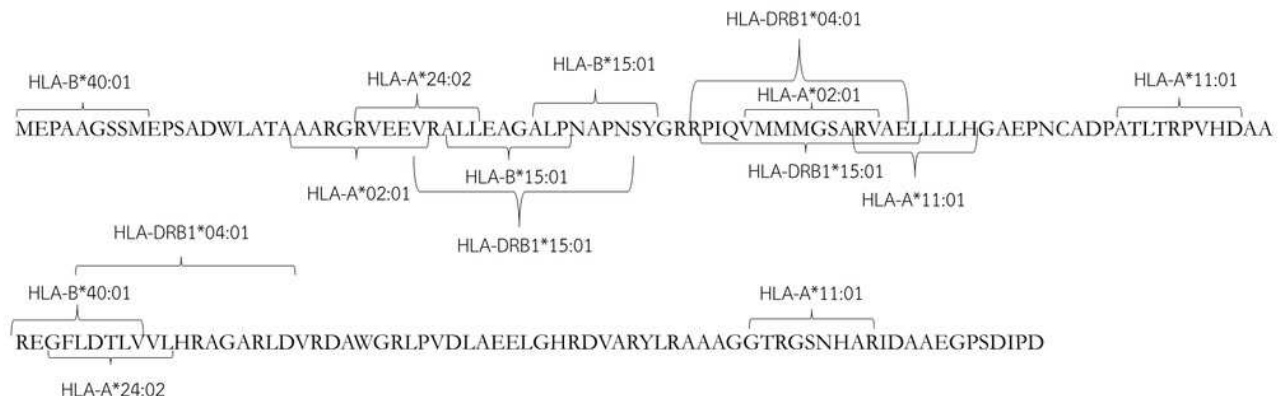 HLA-DRB1*04:01
HLA-B*40:01
HLA-A*24:02
HLA-B*15:01
HLA-A*02:01
HLA-A*11:01
MEPAAGSSMEPSADWLATAAARGRVEEVRALLEAGALPNAPNSYGRRPIQVMMMGSARVAELLLLHGAEPNCADPATLTRPVHDAA
HLA-A*02:01
HLA-B*15:01
HLA-DRB1*15:01
HLA-A*11:01
HLA-DRB1*15:01
HLA-DRB1*04:01
HLA-B*40:01
HLA-A*11:01
REGFLDTLVVLHRAGARLDVRDAWGRLPVDLAEELGHRDVARYLRAAAGGTRGSNHARIDAAEGPSDIPD
HLA-A*24:02